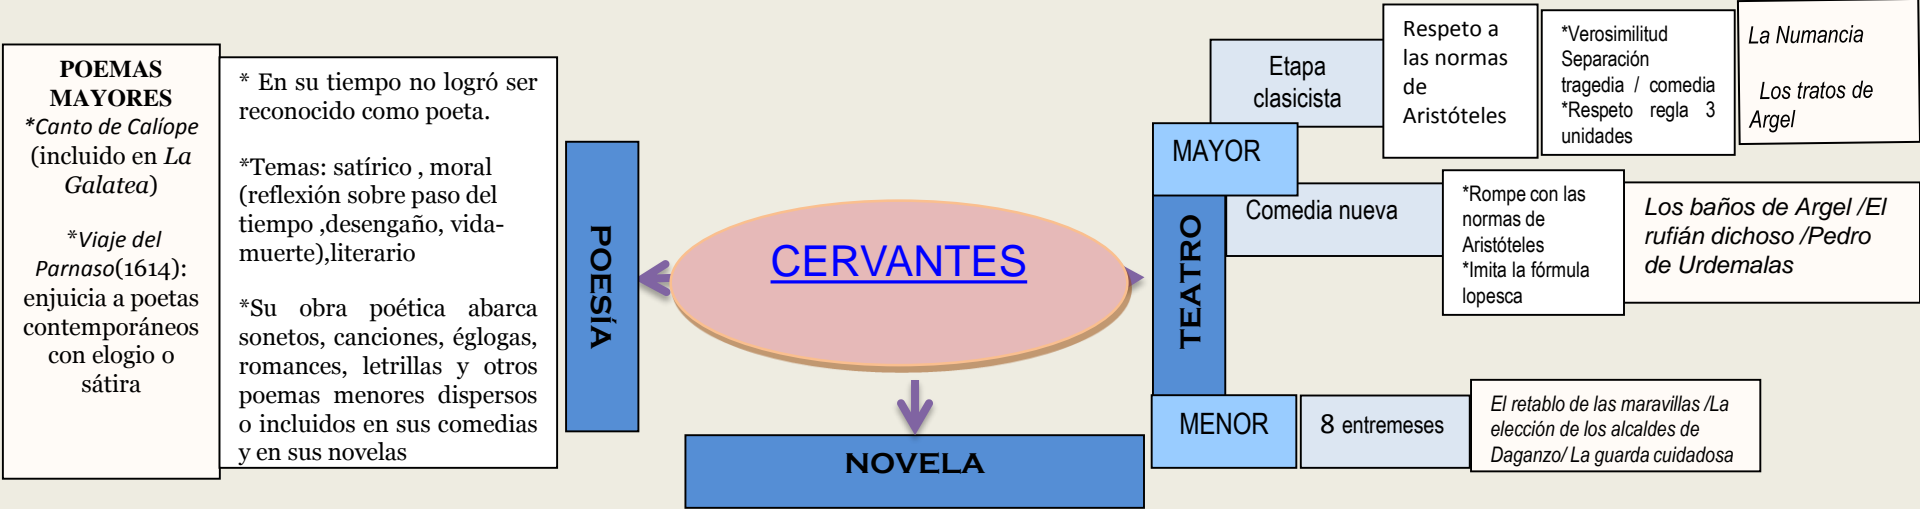 POEMAS
MAYORES
*Canto de Calíope
(incluido en La
Galatea)
*Viaje del
Parnaso(1614):
enjuicia a poetas
contemporáneos
con elogio o
sátira
* En su tiempo no logró ser
reconocido como poeta.
*Temas: satírico , moral
(reflexión sobre paso del
tiempo ,desengaño, vida-
muerte),literario
*Su obra poética abarca
sonetos, canciones, églogas,
romances, letrillas y otros
poemas menores dispersos
o incluidos en sus comedias
y en sus novelas
POESÍA
CERVANTES
NOVELA
TEATRO
MAYOR
Etapa
clasicista
Respeto a
las normas
de
Aristóteles
*Verosimilitud
Separación
tragedia / comedia
*Respeto regla 3
unidades
La Numancia
Los tratos de
Argel
Comedia nueva
*Rompe con las
normas de
Aristóteles
*Imita la fórmula
lopesca
Los baños de Argel /El
rufián dichoso /Pedro
de Urdemalas
MENOR
8 entremeses
El retablo de las maravillas /La
elección de los alcaldes de
Daganzo/ La guarda cuidadosa